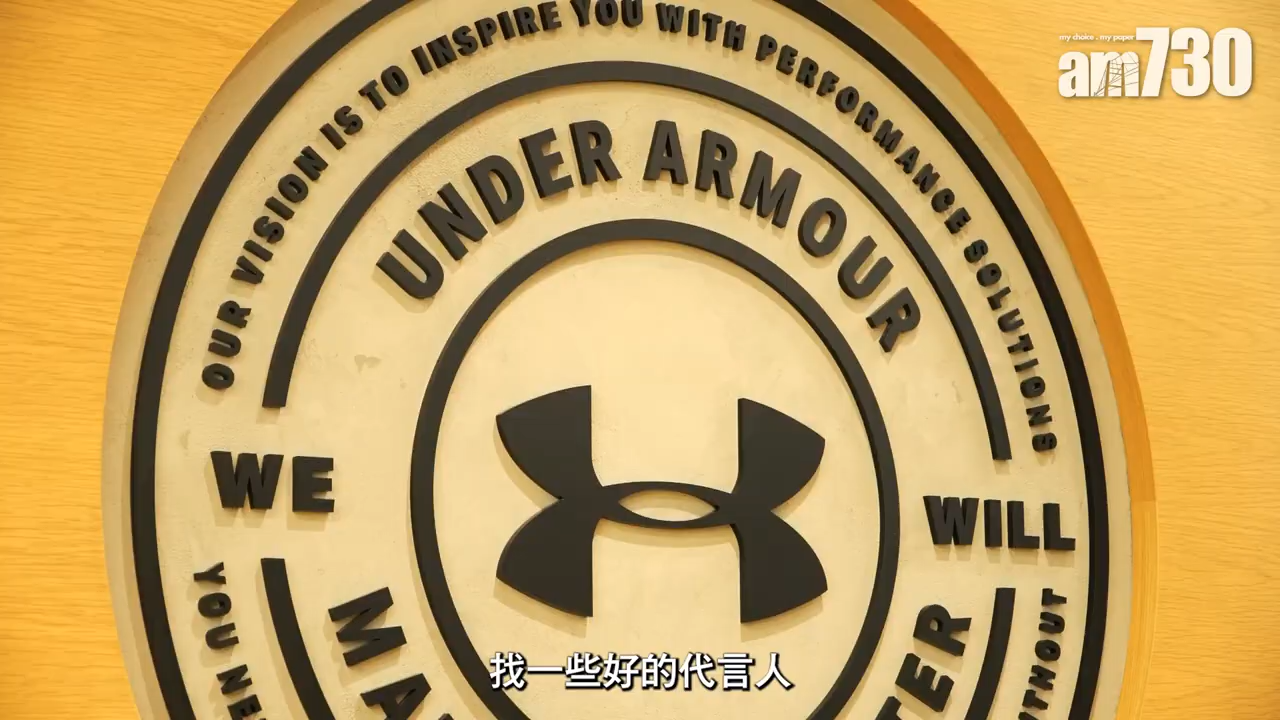 my choice . my paper
am730
OUR VISION IS TO INSPIRE YOU WITH PERFORMANCE SOLUTIONS
UNDER ARMOUR
WE
WILL
YOU
找一些好的代言人